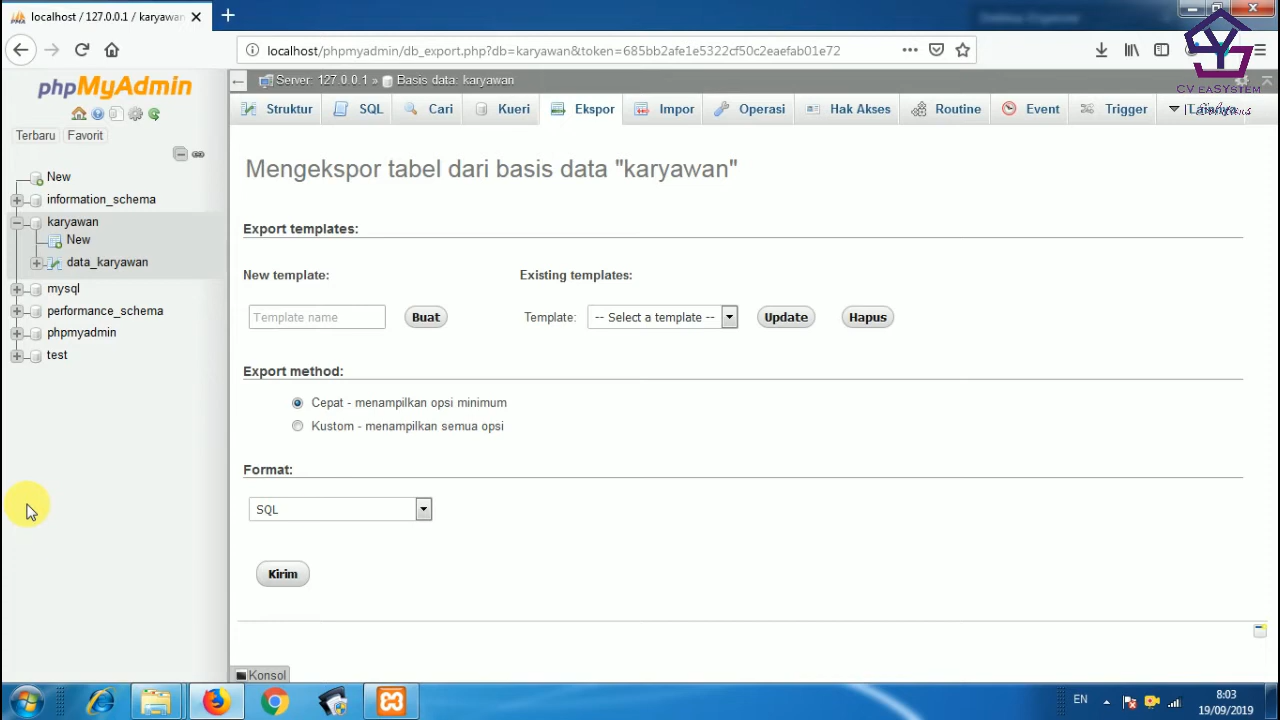 localhost / 127.0.0.1 / karyawan
localhost/phpmyadmin/db_export.php?db=karyawan&token=685bb2afe1e5322cf50c2eaefab01e72
CV EASYSTEM
phpMyAdmin
Terbaru Favorit
New
information_schema
karyawan
New
data_karyawan
mysql
performance_schema
phpmyadmin
test
Server: 127.0.0.1 » Basis data: karyawan
Struktur SQL Cari Kueri Ekspor Impor Operasi Hak Akses Routine Event Trigger
Mengekspor tabel dari basis data "karyawan"
Export templates:
New template: Existing templates:
Template name Buat Template: -- Select a template -- Update Hapus
Export method:
Cepat - menampilkan opsi minimum
Kustom - menampilkan semua opsi
Format:
SQL
Kirim
Konsol
EN 8:03
19/09/2019